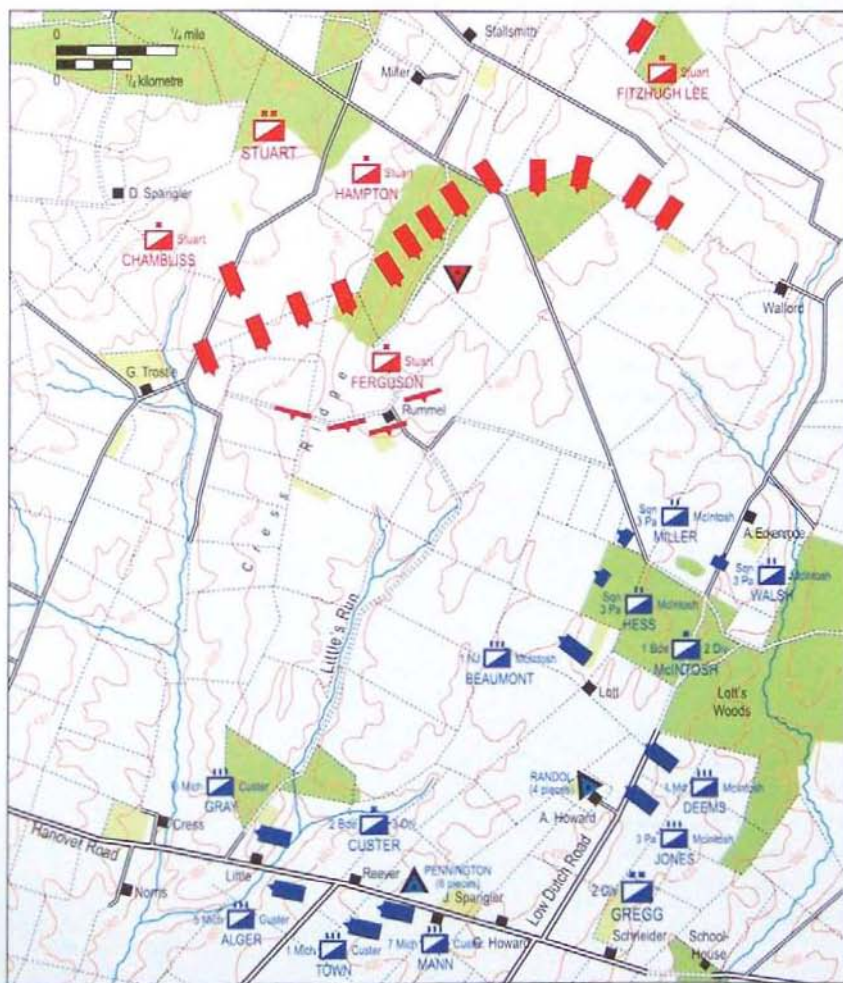 0 1/4 mile
0 1/4 kilometre
Stallsmith
Miller
Stuart
FITZHUGH LEE
STUART
Stuart
HAMPTON
D. Spangler
Stuart
CHAMBLISS
Wallord
G. Trostle
Stuart
FERGUSON
Rummel
Cress Ridge
Sqn
3 Pa McIntosh
MILLER
A. Eckenrode
Sqn
3 Pa McIntosh
WALSH
Sqn
3 Pa McIntosh
HESS
1 Bde 2 Div
McINTOSH
Little's Run
1 NJ McIntosh
BEAUMONT
Lott
Lott's
Woods
6 Mich Custer
GRAY
RANDOL
(4 pieces)
A. Howard
1 Md McIntosh
DEEMS
Cress
2 Bde 3 Div
CUSTER
3 Pa McIntosh
JONES
Hanover Road
Low Dutch Road
Little
Reever
PENNINGTON
(6 pieces)
J. Spangler
2 Div
GREGG
Norris
5 Mich Custer
ALGER
1 Mich Custer
TOWN
7 Mich Custer
MANN
G. Howard
Schneider
School-
House